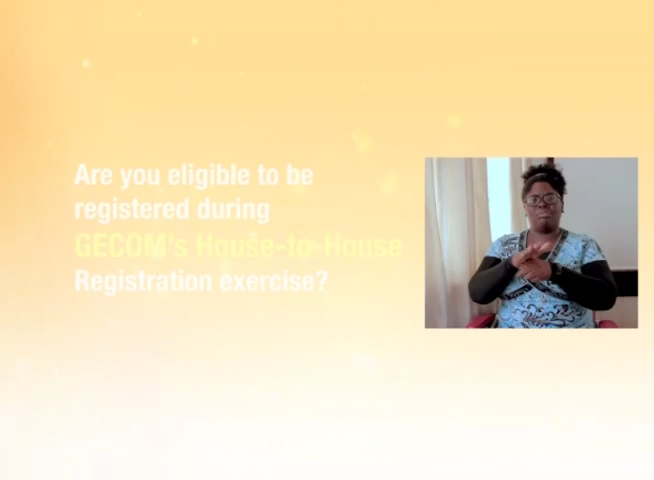 Are you eligible to be
registered during
GECOM's House-to-House
Registration exercise?